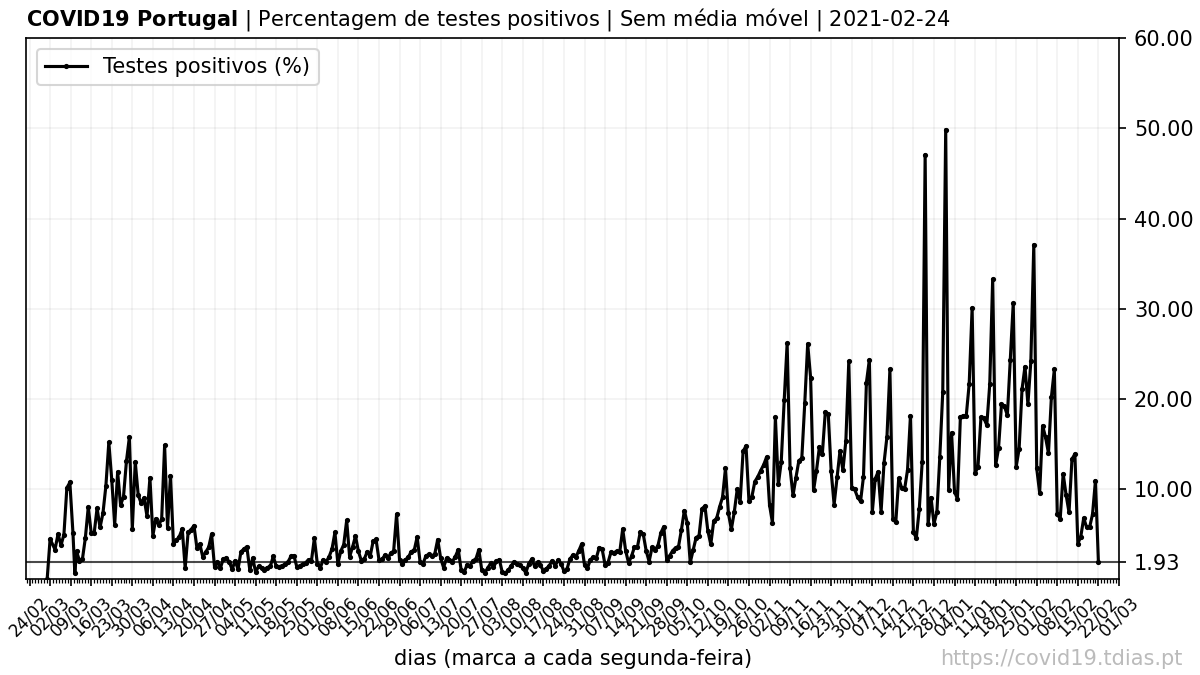 COVID19 Portugal | Percentagem de testes positivos | Sem média móvel | 2021-02-24
Testes positivos (%)
60.00
50.00
40.00
30.00
20.00
10.00
1.93
24/02 02/03 09/03 16/03 23/03 30/03 06/04 13/04 20/04 27/04 04/05 11/05 18/05 25/05 01/06 08/06 15/06 22/06 29/06 06/07 13/07 20/07 27/07 03/08 10/08 17/08 24/08 31/08 07/09 14/09 21/09 28/09 05/10 12/10 19/10 26/10 02/11 09/11 16/11 23/11 30/11 07/12 14/12 21/12 28/12 04/01 11/01 18/01 25/01 01/02 08/02 15/02 22/02 01/03
dias (marca a cada segunda-feira)
https://covid19.tdias.pt